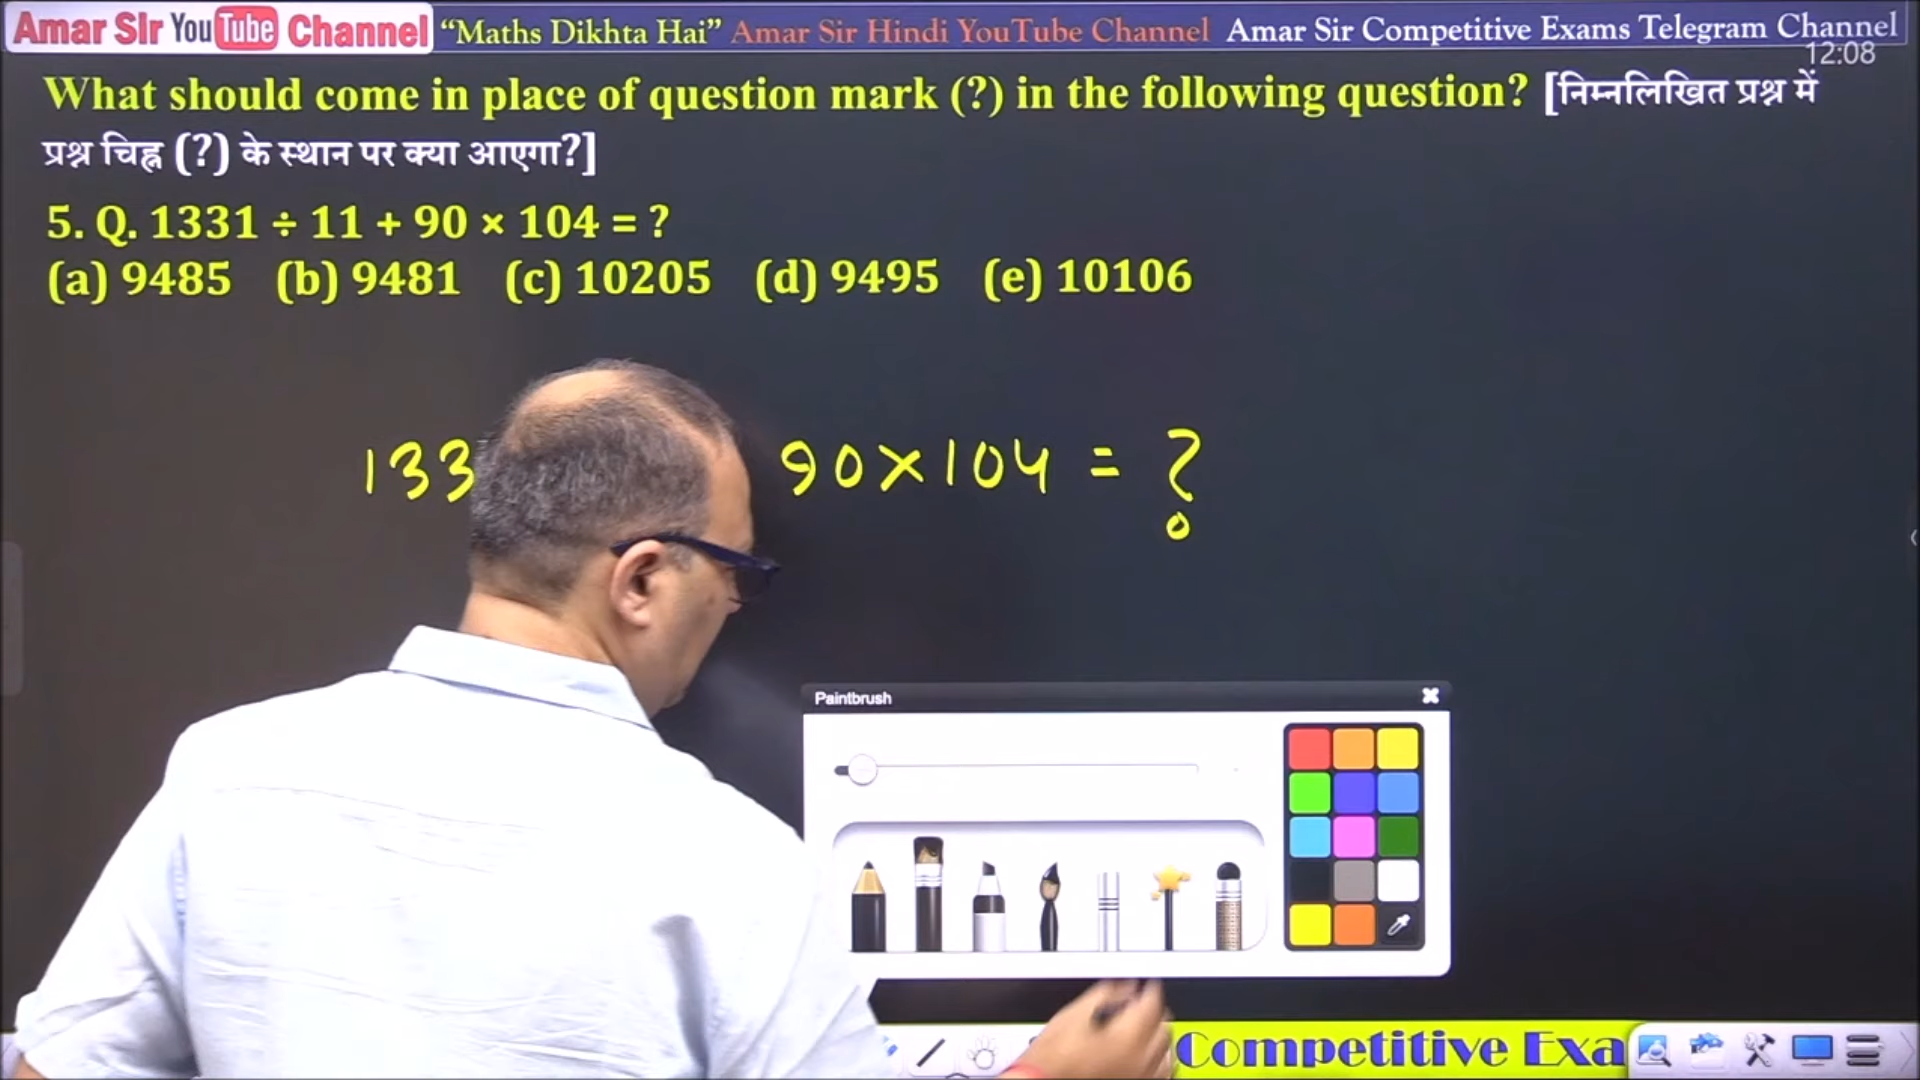 Amar SIr YouTube Channel “Maths Dikhta Hai” Amar Sir Hindi YouTube Channel Amar Sir Competitive Exams Telegram Channel
12:08
What should come in place of question mark (?) in the following question? [निम्नलिखित प्रश्न में
प्रश्न चिह्न (?) के स्थान पर क्या आएगा?]
5. Q. 1331 ÷ 11 + 90 × 104 = ?
(a) 9485 (b) 9481 (c) 10205 (d) 9495 (e) 10106
133 90×104 = ?
Paintbrush
Competitive Exa